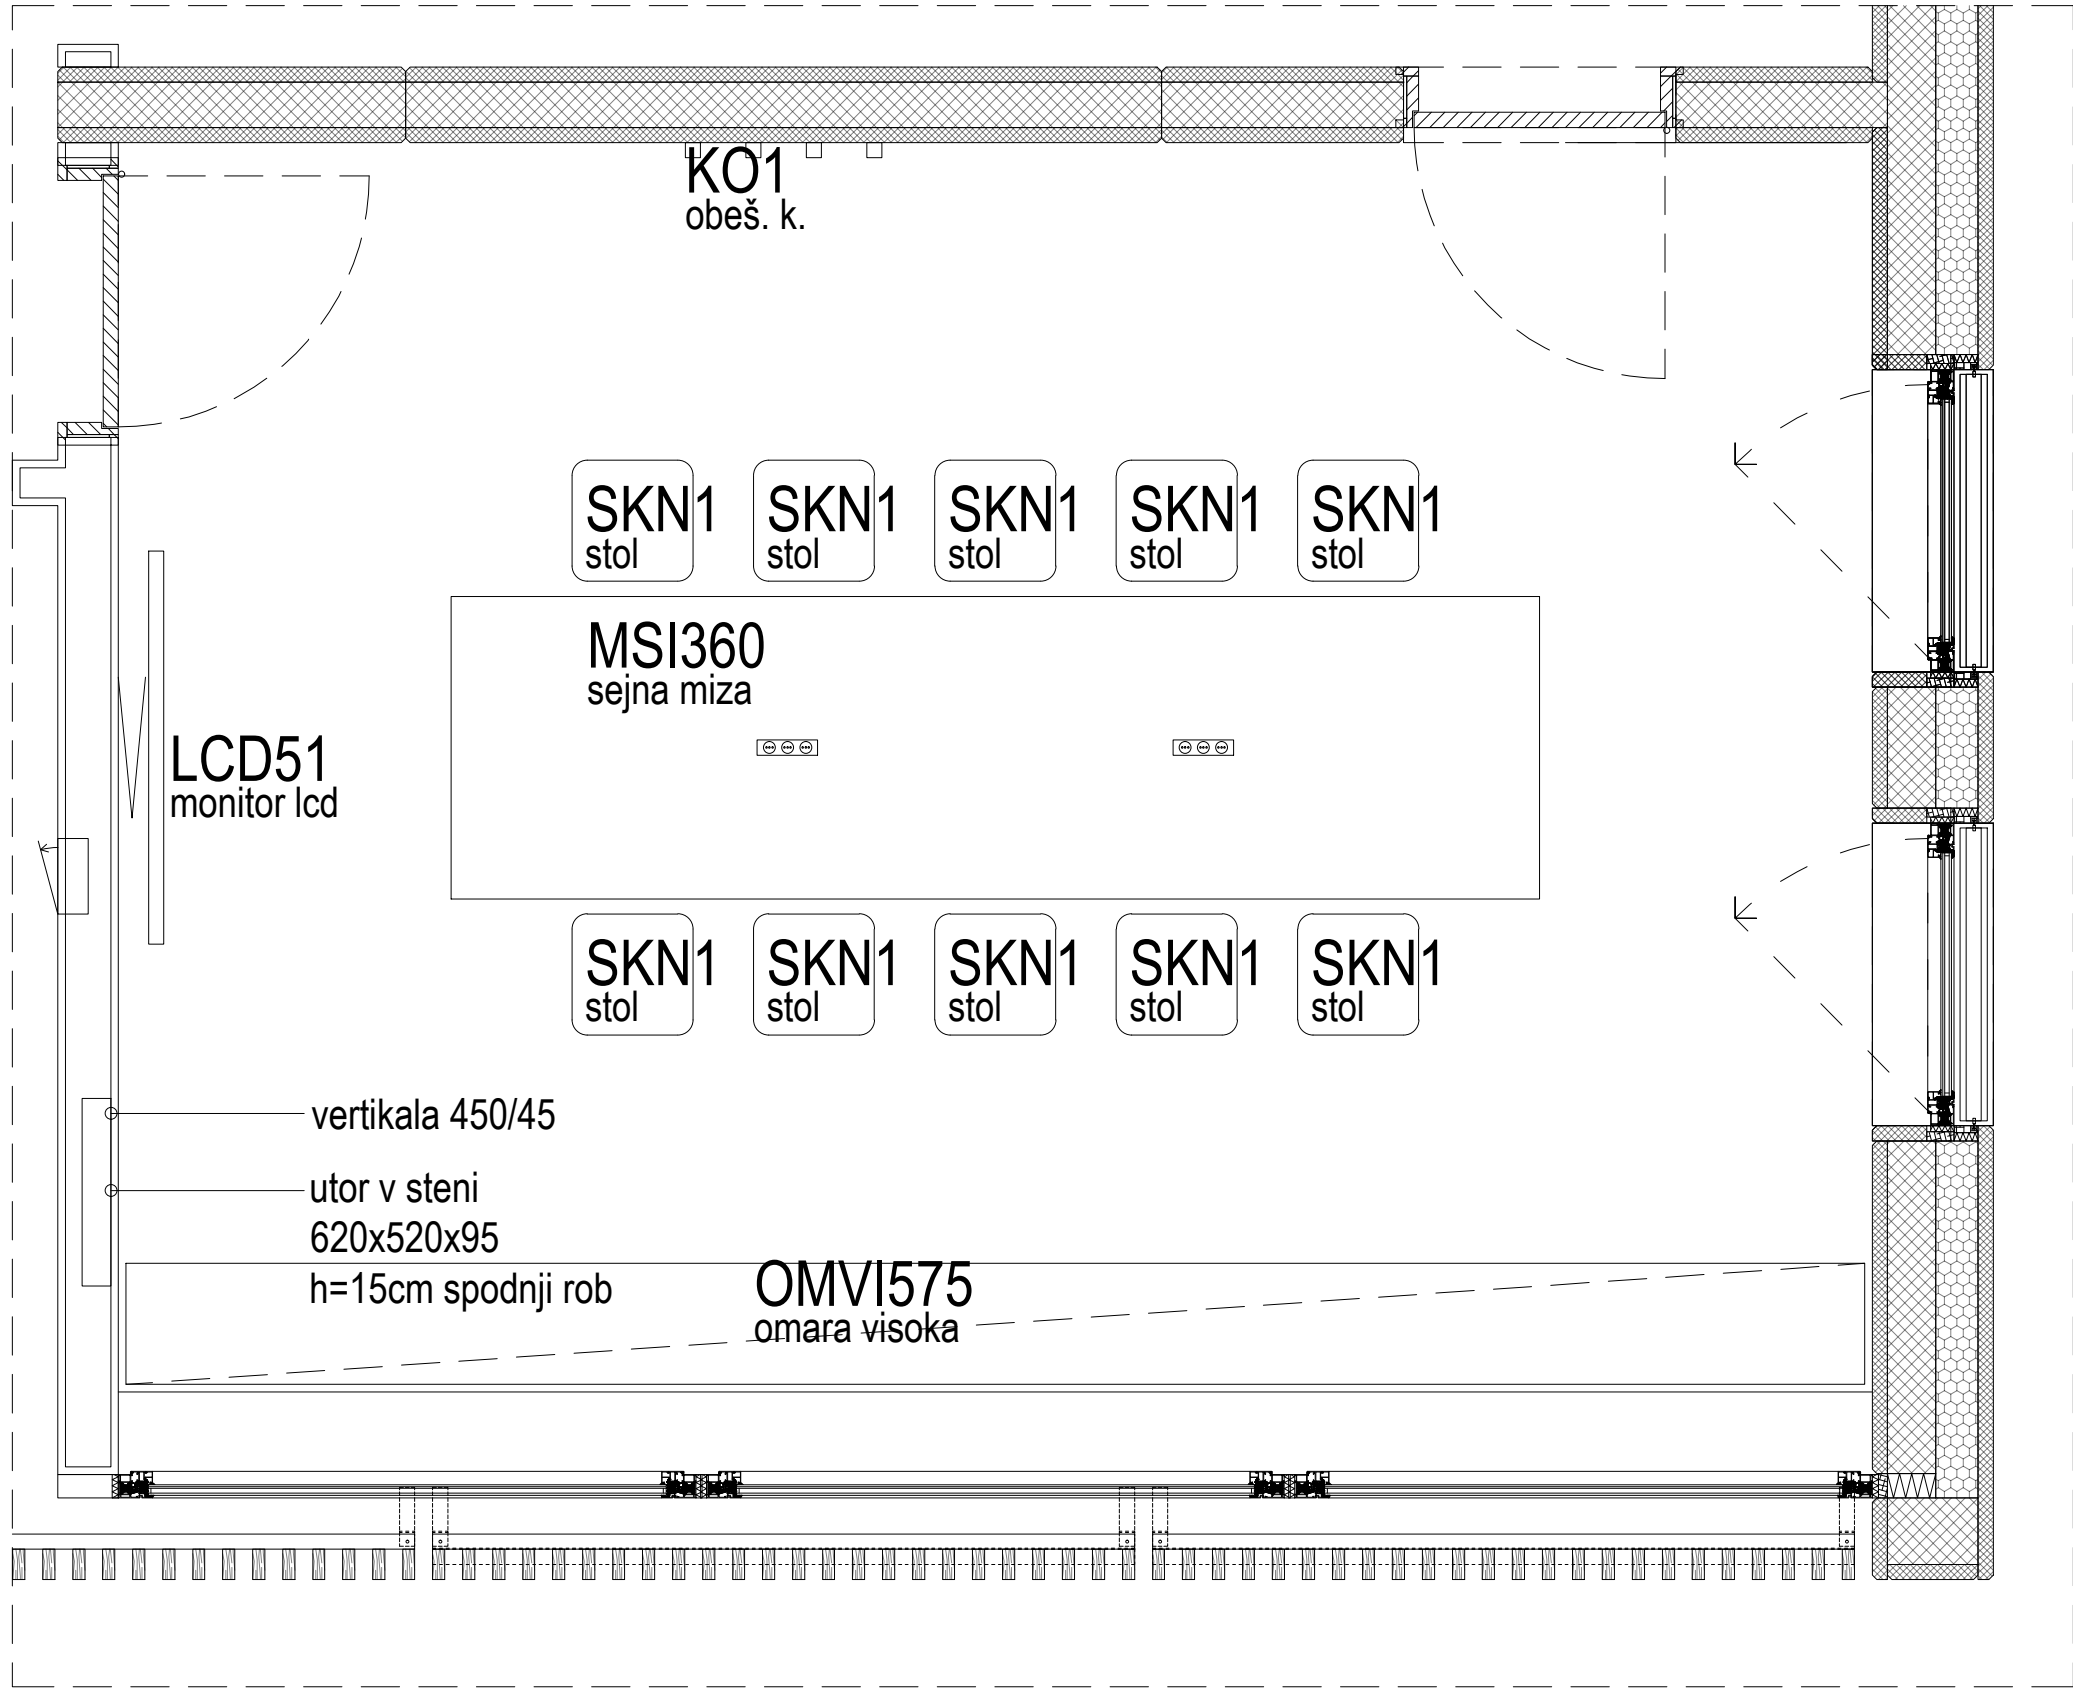 KO1
obeš. k.
SKN1
stol
SKN1
stol
SKN1
stol
SKN1
stol
SKN1
stol
MSI360
sejna miza
LCD51
monitor lcd
SKN1
stol
SKN1
stol
SKN1
stol
SKN1
stol
SKN1
stol
vertikala 450/45
utor v steni
620x520x95
h=15cm spodnji rob
OMVI575
omara visoka